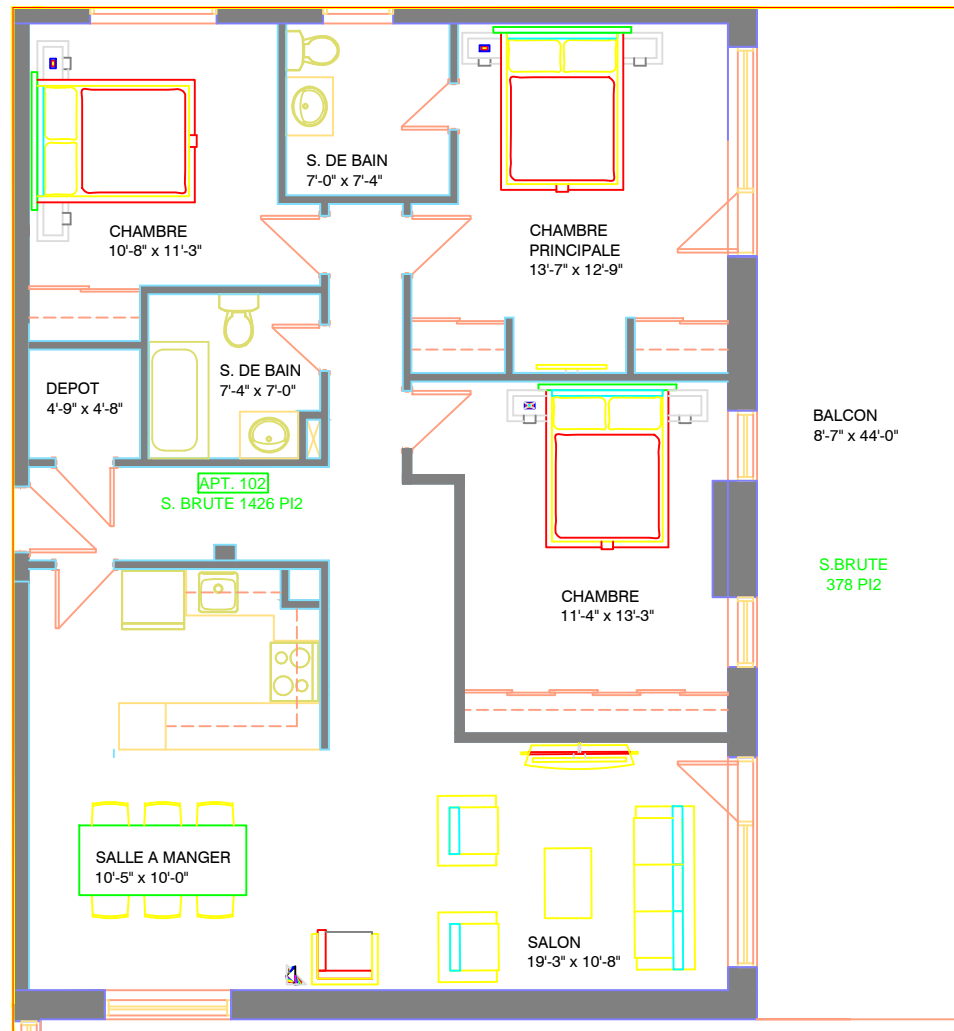 S. DE BAIN
7'-0" x 7'-4"
CHAMBRE
10'-8" x 11'-3"
CHAMBRE
PRINCIPALE
13'-7" x 12'-9"
S. DE BAIN
7'-4" x 7'-0"
DEPOT
4'-9" x 4'-8"
BALCON
8'-7" x 44'-0"
APT. 102
S. BRUTE 1426 PI2
S.BRUTE
378 PI2
CHAMBRE
11'-4" x 13'-3"
SALLE A MANGER
10'-5" x 10'-0"
SALON
19'-3" x 10'-8"